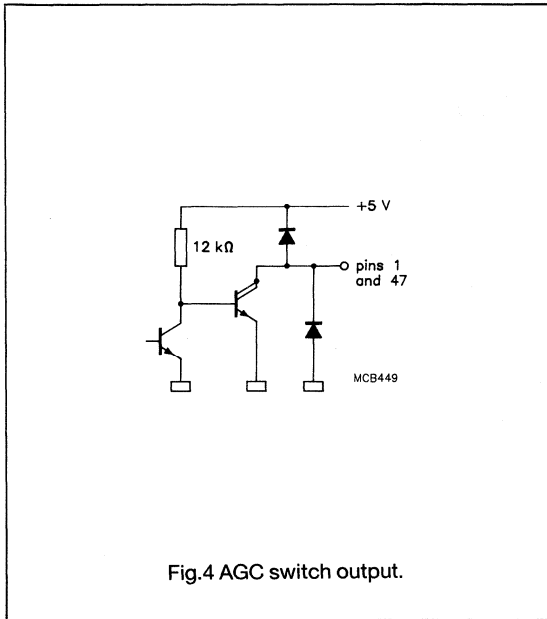 +5 V
12 kΩ
pins 1
and 47
MCB449
Fig.4 AGC switch output.